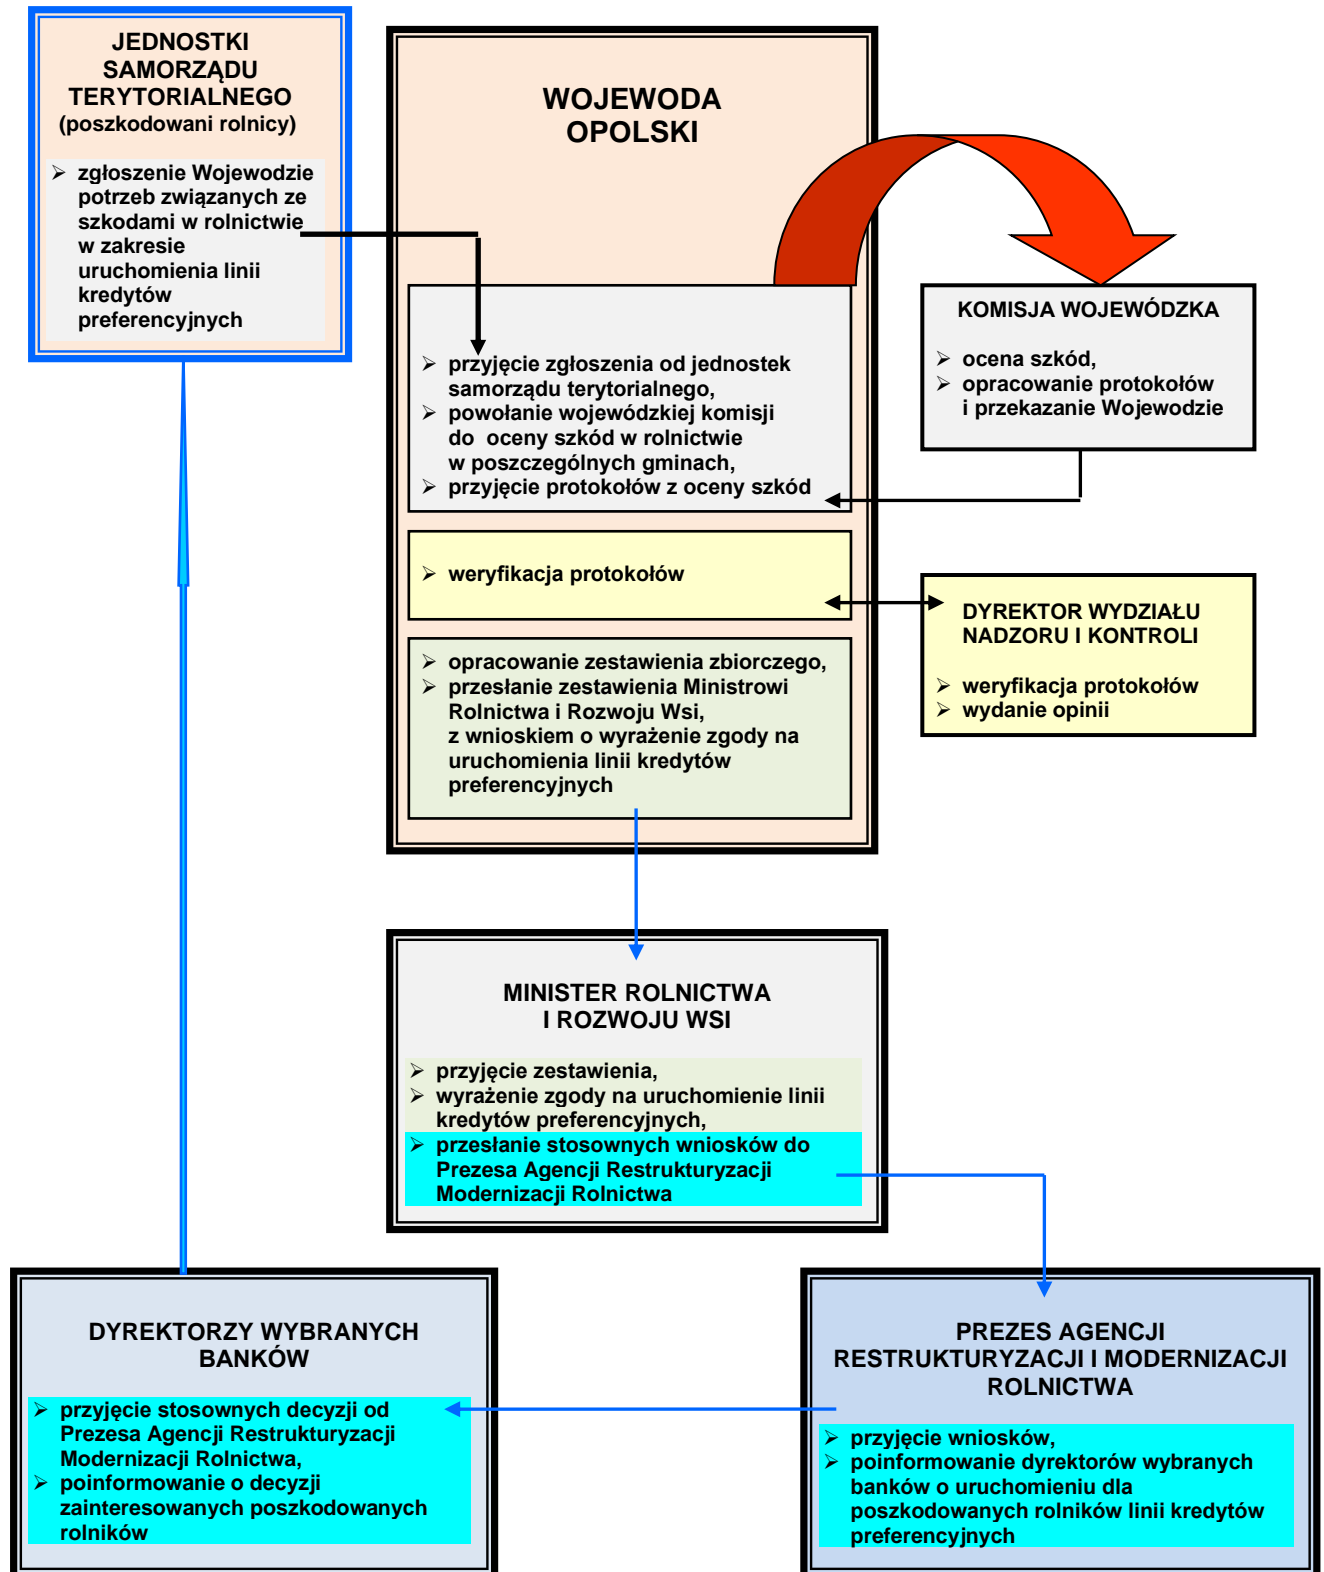 JEDNOSTKI
SAMORZĄDU
TERYTORIALNEGO
(poszkodowani rolnicy)
➢ zgłoszenie Wojewodzie
potrzeb związanych ze
szkodami w rolnictwie
w zakresie
uruchomienia linii
kredytów
preferencyjnych
WOJEWODA
OPOLSKI
➢ przyjęcie zgłoszenia od jednostek
samorządu terytorialnego,
➢ powołanie wojewódzkiej komisji
do oceny szkód w rolnictwie
w poszczególnych gminach,
➢ przyjęcie protokołów z oceny szkód
KOMISJA WOJEWÓDZKA
➢ ocena szkód,
➢ opracowanie protokołów
i przekazanie Wojewodzie
➢ weryfikacja protokołów
DYREKTOR WYDZIAŁU
NADZORU I KONTROLI
➢ weryfikacja protokołów
➢ wydanie opinii
➢ opracowanie zestawienia zbiorczego,
➢ przesłanie zestawienia Ministrowi
Rolnictwa i Rozwoju Wsi,
z wnioskiem o wyrażenie zgody na
uruchomienia linii kredytów
preferencyjnych
MINISTER ROLNICTWA
I ROZWOJU WSI
➢ przyjęcie zestawienia,
➢ wyrażenie zgody na uruchomienie linii
kredytów preferencyjnych,
➢ przesłanie stosownych wniosków do
Prezesa Agencji Restrukturyzacji
Modernizacji Rolnictwa
DYREKTORZY WYBRANYCH
BANKÓW
➢ przyjęcie stosownych decyzji od
Prezesa Agencji Restrukturyzacji
Modernizacji Rolnictwa,
➢ poinformowanie o decyzji
zainteresowanych poszkodowanych
rolników
PREZES AGENCJI
RESTRUKTURYZACJI I MODERNIZACJI
ROLNICTWA
➢ przyjęcie wniosków,
➢ poinformowanie dyrektorów wybranych
banków o uruchomieniu dla
poszkodowanych rolników linii kredytów
preferencyjnych